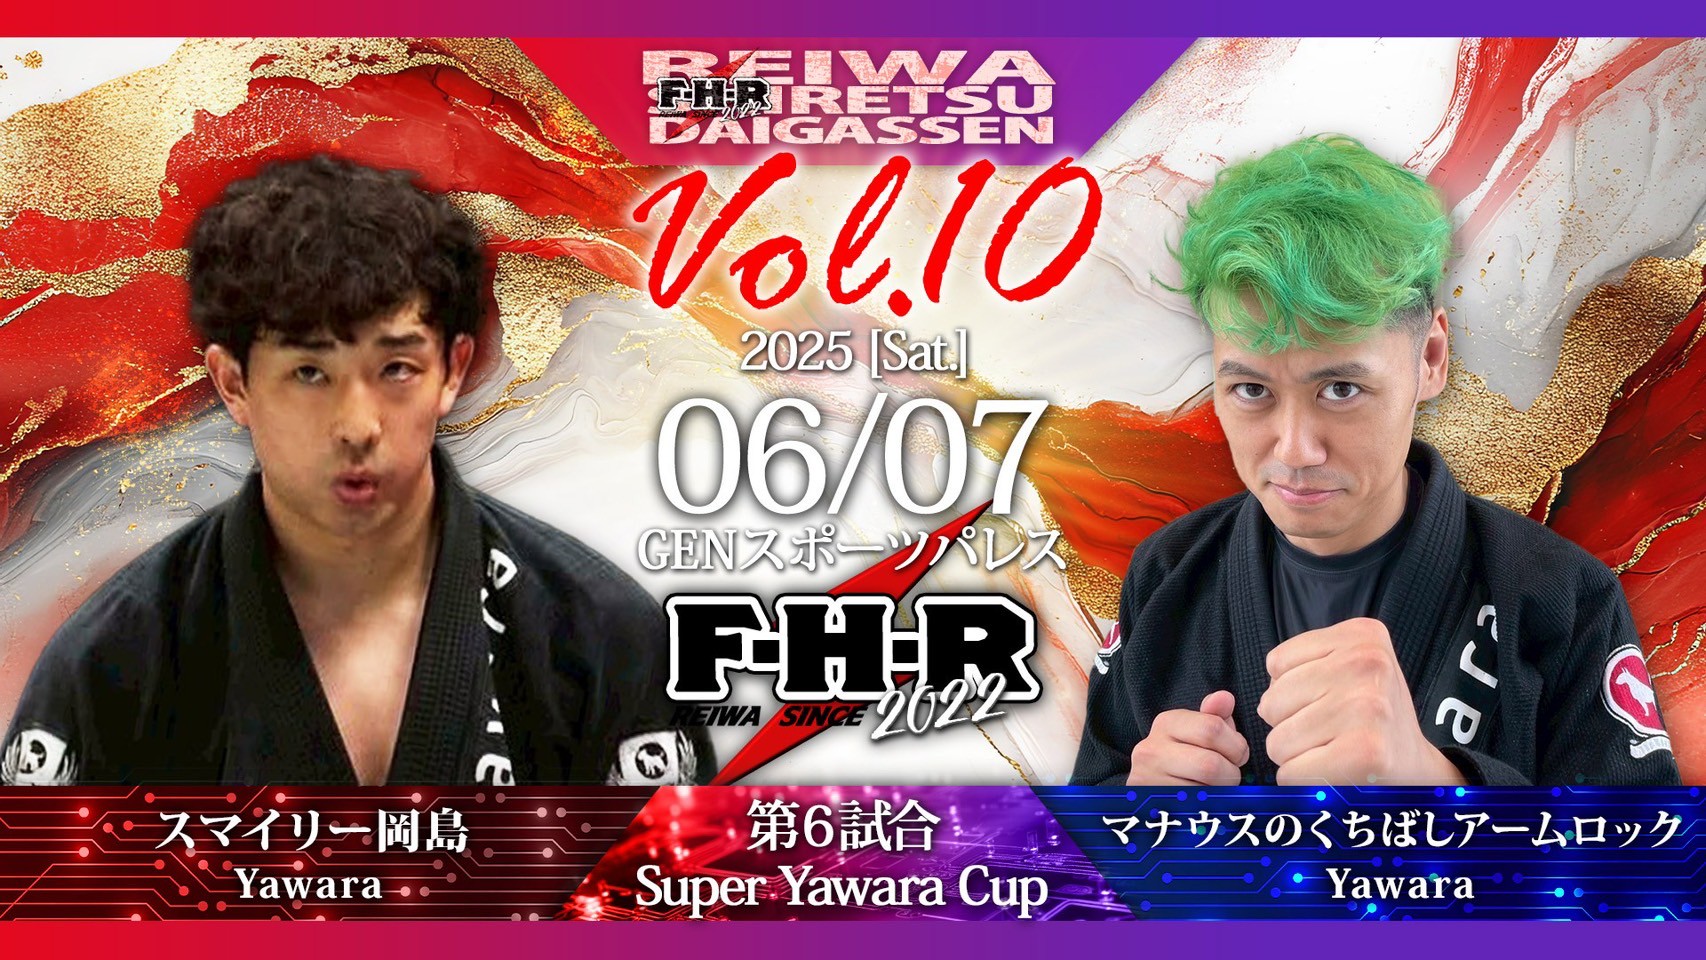 REIWA
RETSU
DAIGASSEN
F-H-R
2022
Vol.10
2025 [Sat.]
06/07
GENスポーツパレス
F-H-R
REIWA SINCE 2022
awara
スマイリー岡島
Yawara
第6試合
Super Yawara Cup
マナウスのくちばしアームロック
Yawara